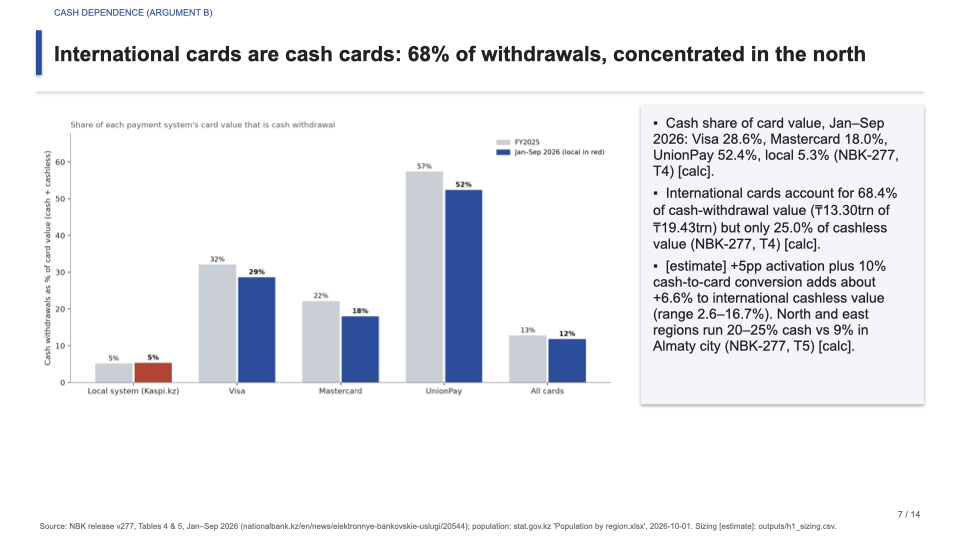 CASH DEPENDENCE (ARGUMENT B)
International cards are cash cards: 68% of withdrawals, concentrated in the north
Share of each payment system's card value that is cash withdrawal
FY2025
Jan–Sep 2026 (local in red)
Cash withdrawals as % of card value (cash + cashless)
60
50
40
30
20
10
0
5%
5%
32%
29%
22%
18%
57%
52%
13%
12%
Local system (Kaspi.kz)
Visa
Mastercard
UnionPay
All cards
▪ Cash share of card value, Jan–Sep
2026: Visa 28.6%, Mastercard 18.0%,
UnionPay 52.4%, local 5.3% (NBK-277,
T4) [calc].
▪ International cards account for 68.4%
of cash-withdrawal value (₸13.30trn of
₸19.43trn) but only 25.0% of cashless
value (NBK-277, T4) [calc].
▪ [estimate] +5pp activation plus 10%
cash-to-card conversion adds about
+6.6% to international cashless value
(range 2.6–16.7%). North and east
regions run 20–25% cash vs 9% in
Almaty city (NBK-277, T5) [calc].
7 / 14
Source: NBK release v277, Tables 4 & 5, Jan–Sep 2026 (nationalbank.kz/en/news/elektronnye-bankovskie-uslugi/20544); population: stat.gov.kz 'Population by region.xlsx', 2026-10-01. Sizing [estimate]: outputs/h1_sizing.csv.